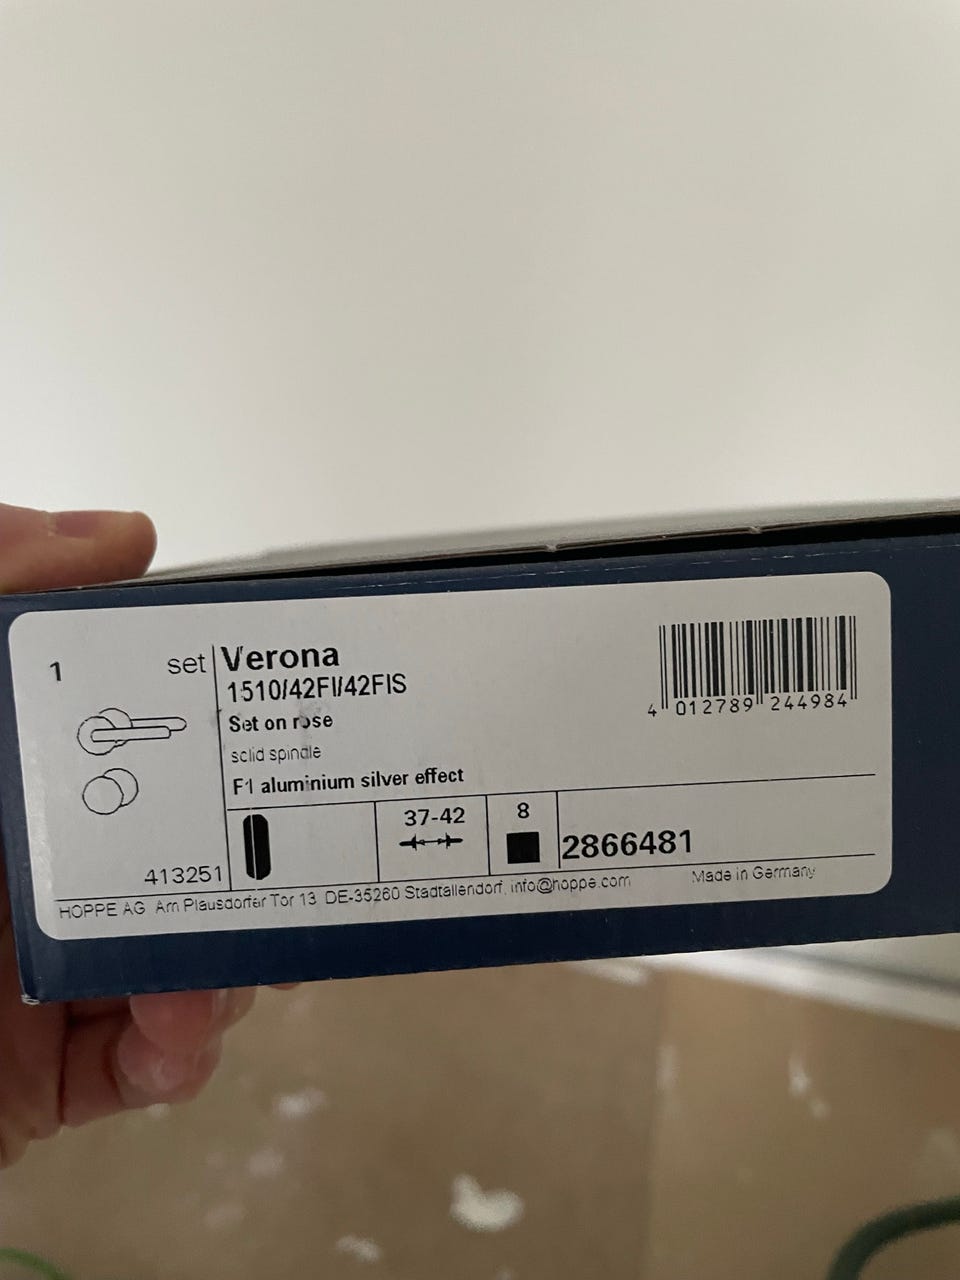 1 set Verona
1510/42FI/42FIS
Set on rose
solid spindle
F1 aluminium silver effect
4 012789 244984
37-42
8
2866481
413251
HOPPE AG Am Plausdorfer Tor 13 DE-35260 Stadtallendorf, info@hoppe.com
Made in Germany